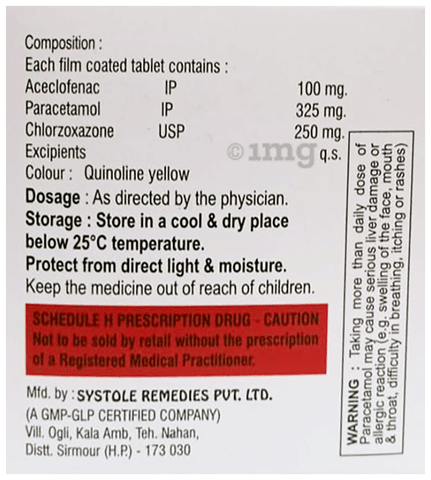 Composition :
Each film coated tablet contains :
Aceclofenac IP 100 mg.
Paracetamol IP 325 mg.
Chlorzoxazone USP 250 mg.
Excipients q.s.
©1mg
Colour : Quinoline yellow
Dosage : As directed by the physician.
Storage : Store in a cool & dry place
below 25°C temperature.
Protect from direct light & moisture.
Keep the medicine out of reach of children.
SCHEDULE H PRESCRIPTION DRUG - CAUTION
Not to be sold by retail without the prescription
of a Registered Medical Practitioner.
Mfd. by : SYSTOLE REMEDIES PVT. LTD.
(A GMP-GLP CERTIFIED COMPANY)
Vill. Ogli, Kala Amb, Teh. Nahan,
Distt. Sirmour (H.P.) - 173 030
WARNING : Taking more than daily dose of
Paracetamol may cause serious liver damage or
allergic reaction (e.g; swelling of the face, mouth
& throat, difficulty in breathing, itching or rashes)